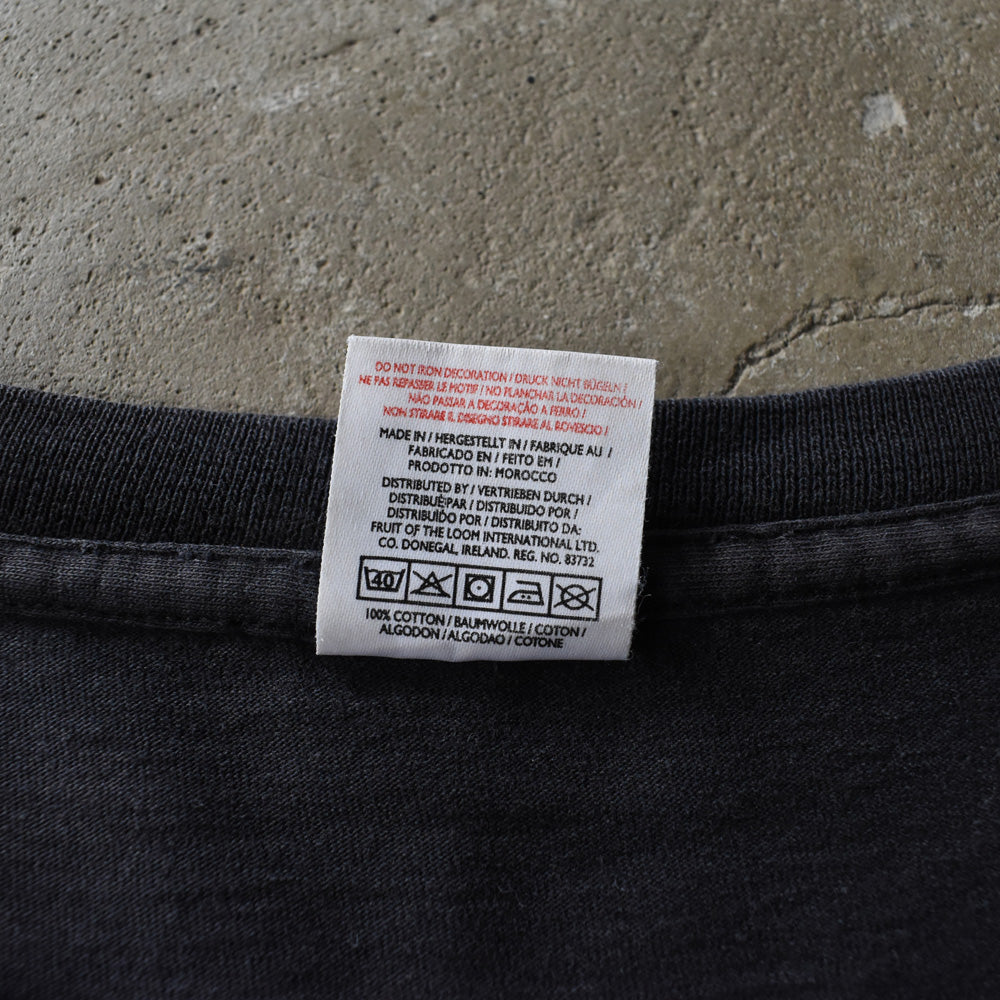 DO NOT IRON DECORATION / DRUCK NICHT BÜGELN /
NE PAS REPASSER LE MOTIF / NO PLANCHAR LA DECORACIÓN /
NÃO PASSAR A DECORAÇÃO A FERRO /
NON STIRARE IL DISEGNO STIRARE AL ROVESCIO /
MADE IN / HERGESTELLT IN / FABRIQUE AU /
FABRICADO EN / FEITO EM /
PRODOTTO IN: MOROCCO
DISTRIBUTED BY / VERTRIEBEN DURCH /
DISTRIBUÉ PAR / DISTRIBUIDO POR /
DISTRIBUÍDO POR / DISTRIBUITO DA:
FRUIT OF THE LOOM INTERNATIONAL LTD.
CO. DONEGAL, IRELAND. REG. NO. 83732
40
100% COTTON / BAUMWOLLE / COTON /
ALGODON / ALGODAO / COTONE